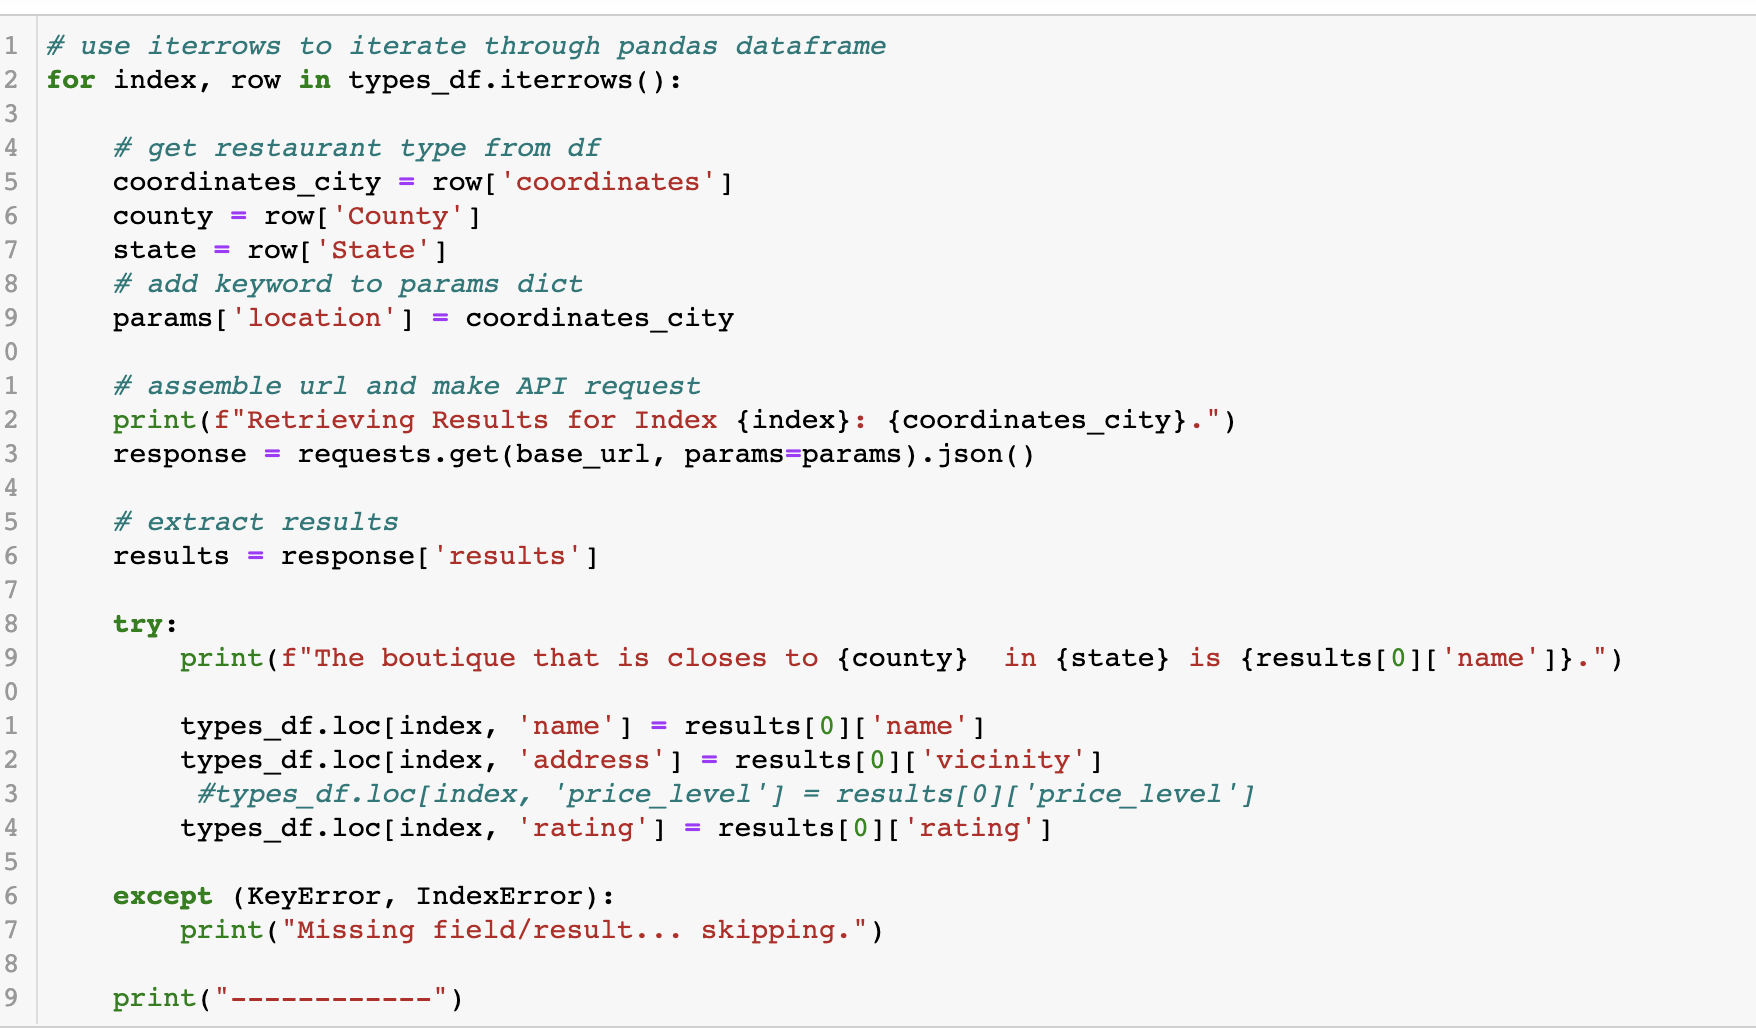 1 # use iterrows to iterate through pandas dataframe
2 for index, row in types_df.iterrows():
3
4     # get restaurant type from df
5     coordinates_city = row['coordinates']
6     county = row['County']
7     state = row['State']
8     # add keyword to params dict
9     params['location'] = coordinates_city
0
1     # assemble url and make API request
2     print(f"Retrieving Results for Index {index}: {coordinates_city}.")
3     response = requests.get(base_url, params=params).json()
4
5     # extract results
6     results = response['results']
7
8     try:
9         print(f"The boutique that is closes to {county}  in {state} is {results[0]['name']}.")
0
1         types_df.loc[index, 'name'] = results[0]['name']
2         types_df.loc[index, 'address'] = results[0]['vicinity']
3          #types_df.loc[index, 'price_level'] = results[0]['price_level']
4         types_df.loc[index, 'rating'] = results[0]['rating']
5
6     except (KeyError, IndexError):
7         print("Missing field/result... skipping.")
8
9     print("------------")